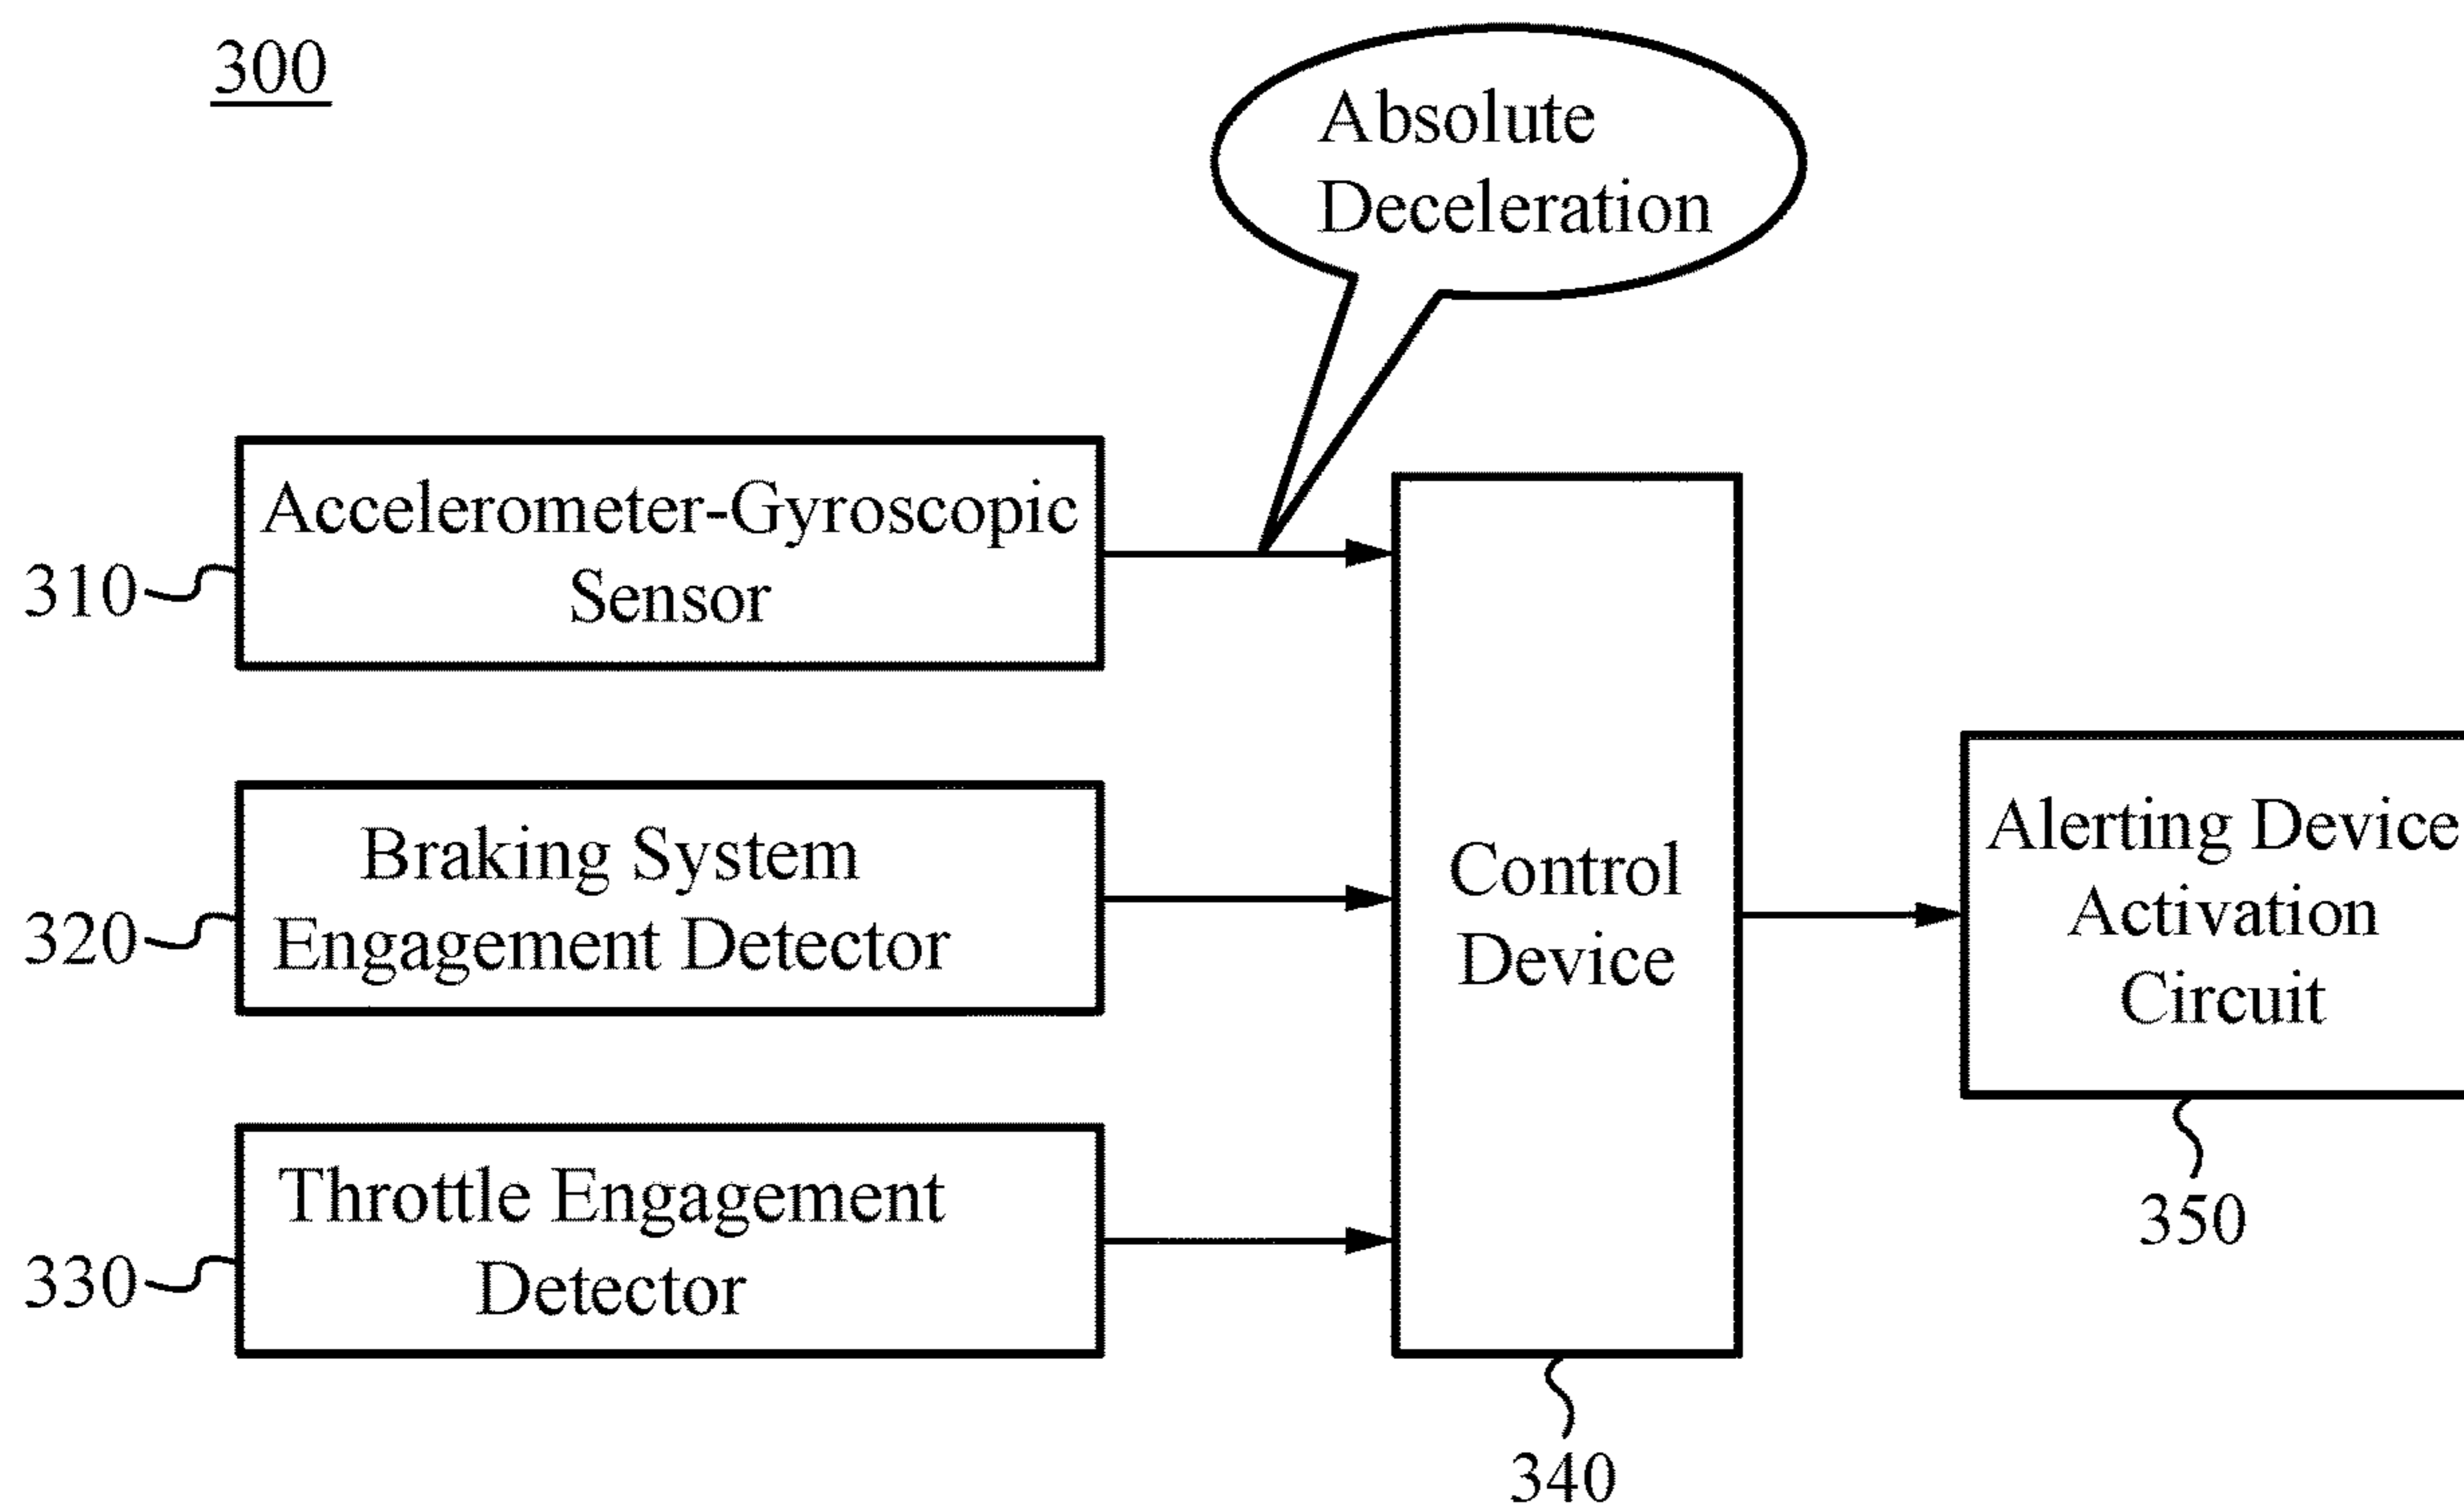 300
Absolute
Deceleration
Accelerometer-Gyroscopic
Sensor
310
Braking System
Engagement Detector
320
Throttle Engagement
Detector
330
Control
Device
340
Alerting Device
Activation
Circuit
350